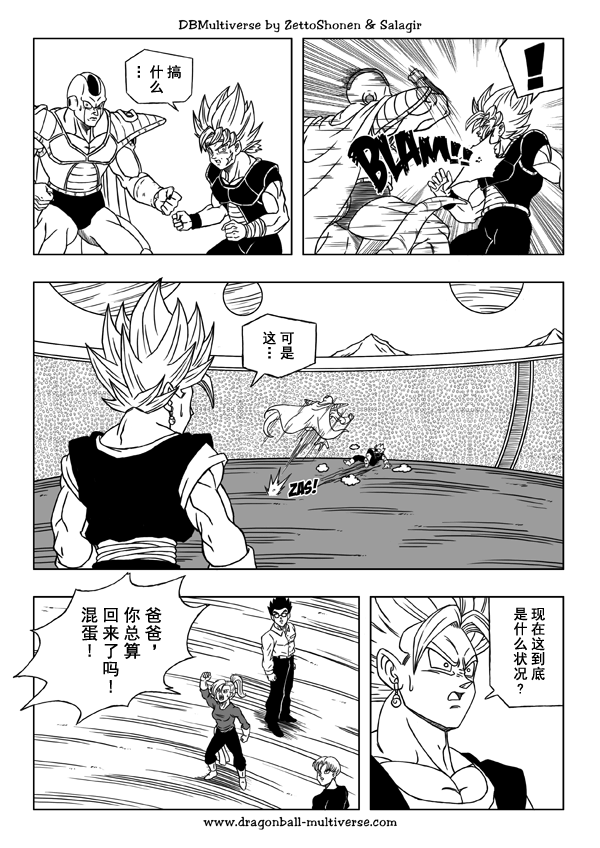 DBMultiverse by ZettoShonen & Salagir
搞
什
么
…
!
BLAM!!
可是
这…
ZAS!
爸爸，
你总算
回来了吗！
混蛋！
现在这到底
是什么状况？
www.dragonball-multiverse.com